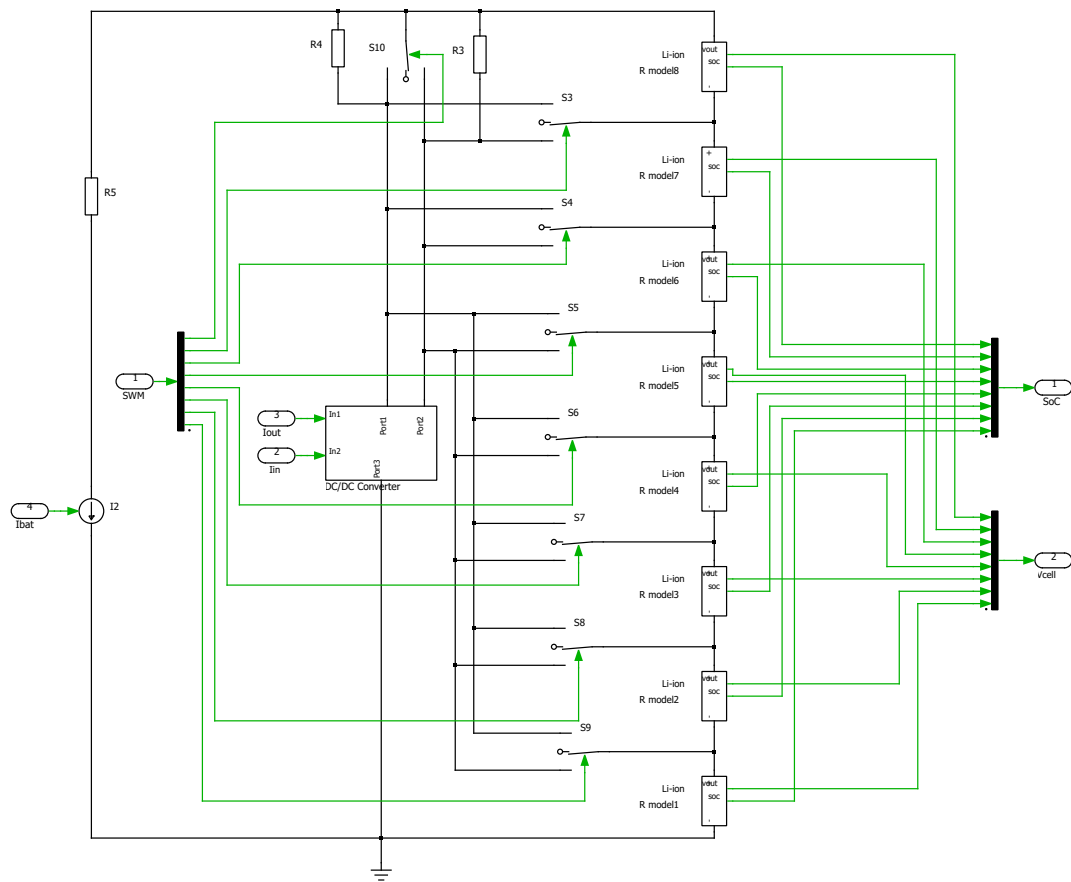 R4
S10
R3
Li-ion
R model8
vout
soc
-
S3
Li-ion
R model7
+
soc
-
R5
S4
Li-ion
R model6
vout
+
soc
-
S5
Li-ion
R model5
vout
+
soc
-
1
SWM
3
Iout
2
Iin
In1
In2
Port1
Port2
Port3
DC/DC Converter
1
SoC
S6
Li-ion
R model4
vout
+
soc
-
4
Ibat
I2
S7
Li-ion
R model3
vout
soc
-
2
Vcell
S8
Li-ion
R model2
vout
soc
-
S9
Li-ion
R model1
vout
soc
-